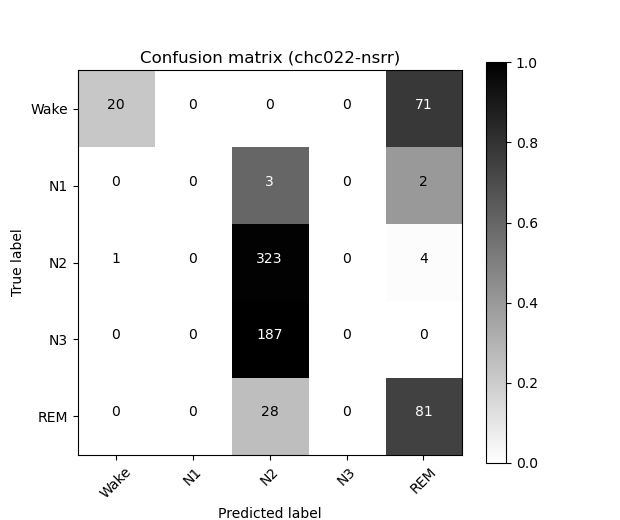 Confusion matrix (chc022-nsrr)
Wake 20 0 0 0 71
N1 0 0 3 0 2
N2 1 0 323 0 4
N3 0 0 187 0 0
REM 0 0 28 0 81
Wake N1 N2 N3 REM
Predicted label
True label
1.0
0.8
0.6
0.4
0.2
0.0